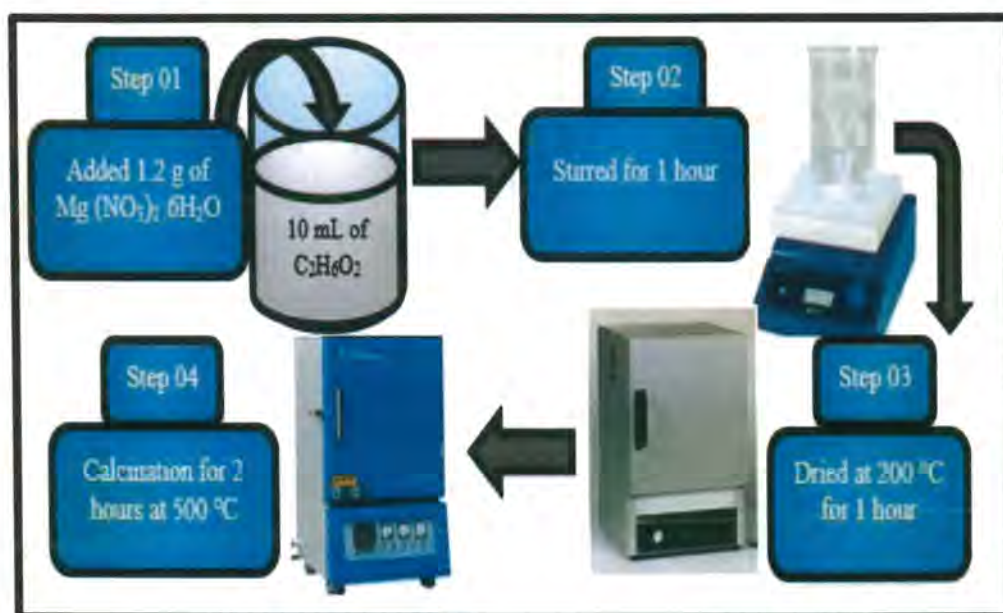 Step 01
Added 1.2 g of
Mg (NO₃)₂ 6H₂O
10 mL of
C₂H₆O₂
Step 02
Sturred for 1 hour
Step 03
Dried at 200 °C
for 1 hour
Step 04
Calcination for 2
hours at 500 °C